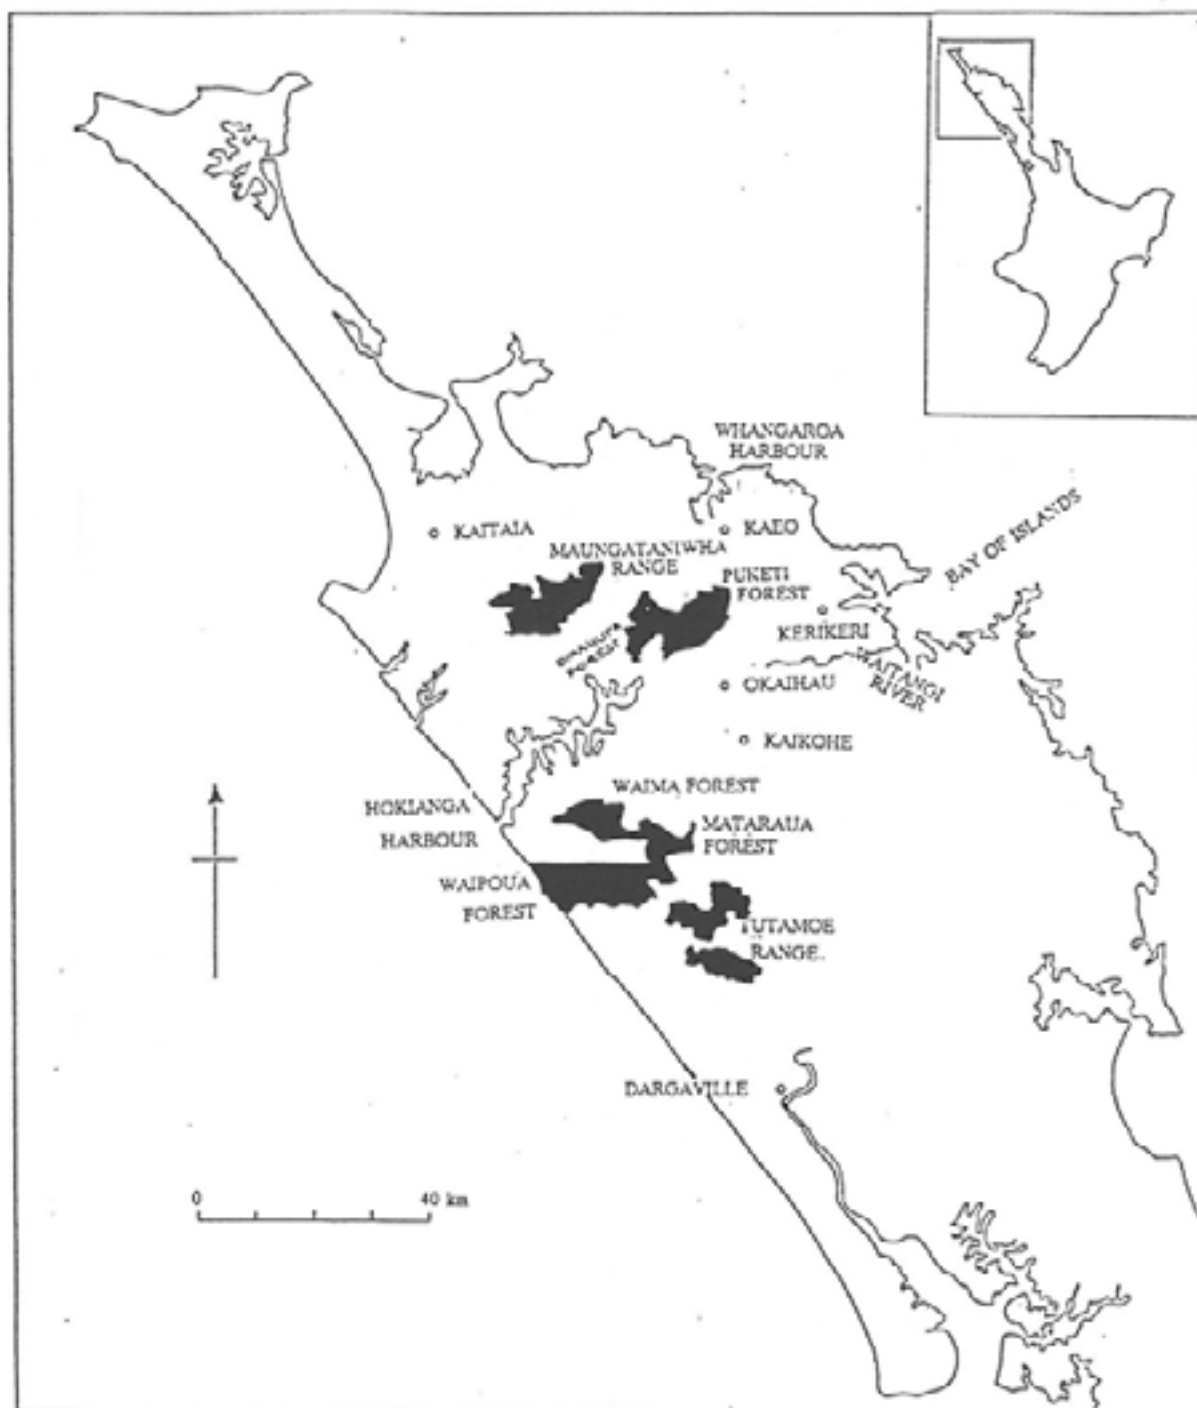 WHANGAROA
HARBOUR
KAITAIA
KAEO
BAY OF ISLANDS
MAUNGATANIWHA
RANGE
PUKETI
FOREST
KERIKERI
FOREST
WAITANGI
RIVER
OKAIHAU
KAIKOHE
WAIMA FOREST
HOKIANGA
HARBOUR
MATARAUA
FOREST
WAIPOUA
FOREST
TUTAMOE
RANGE
DARGAVILLE
0 40 km